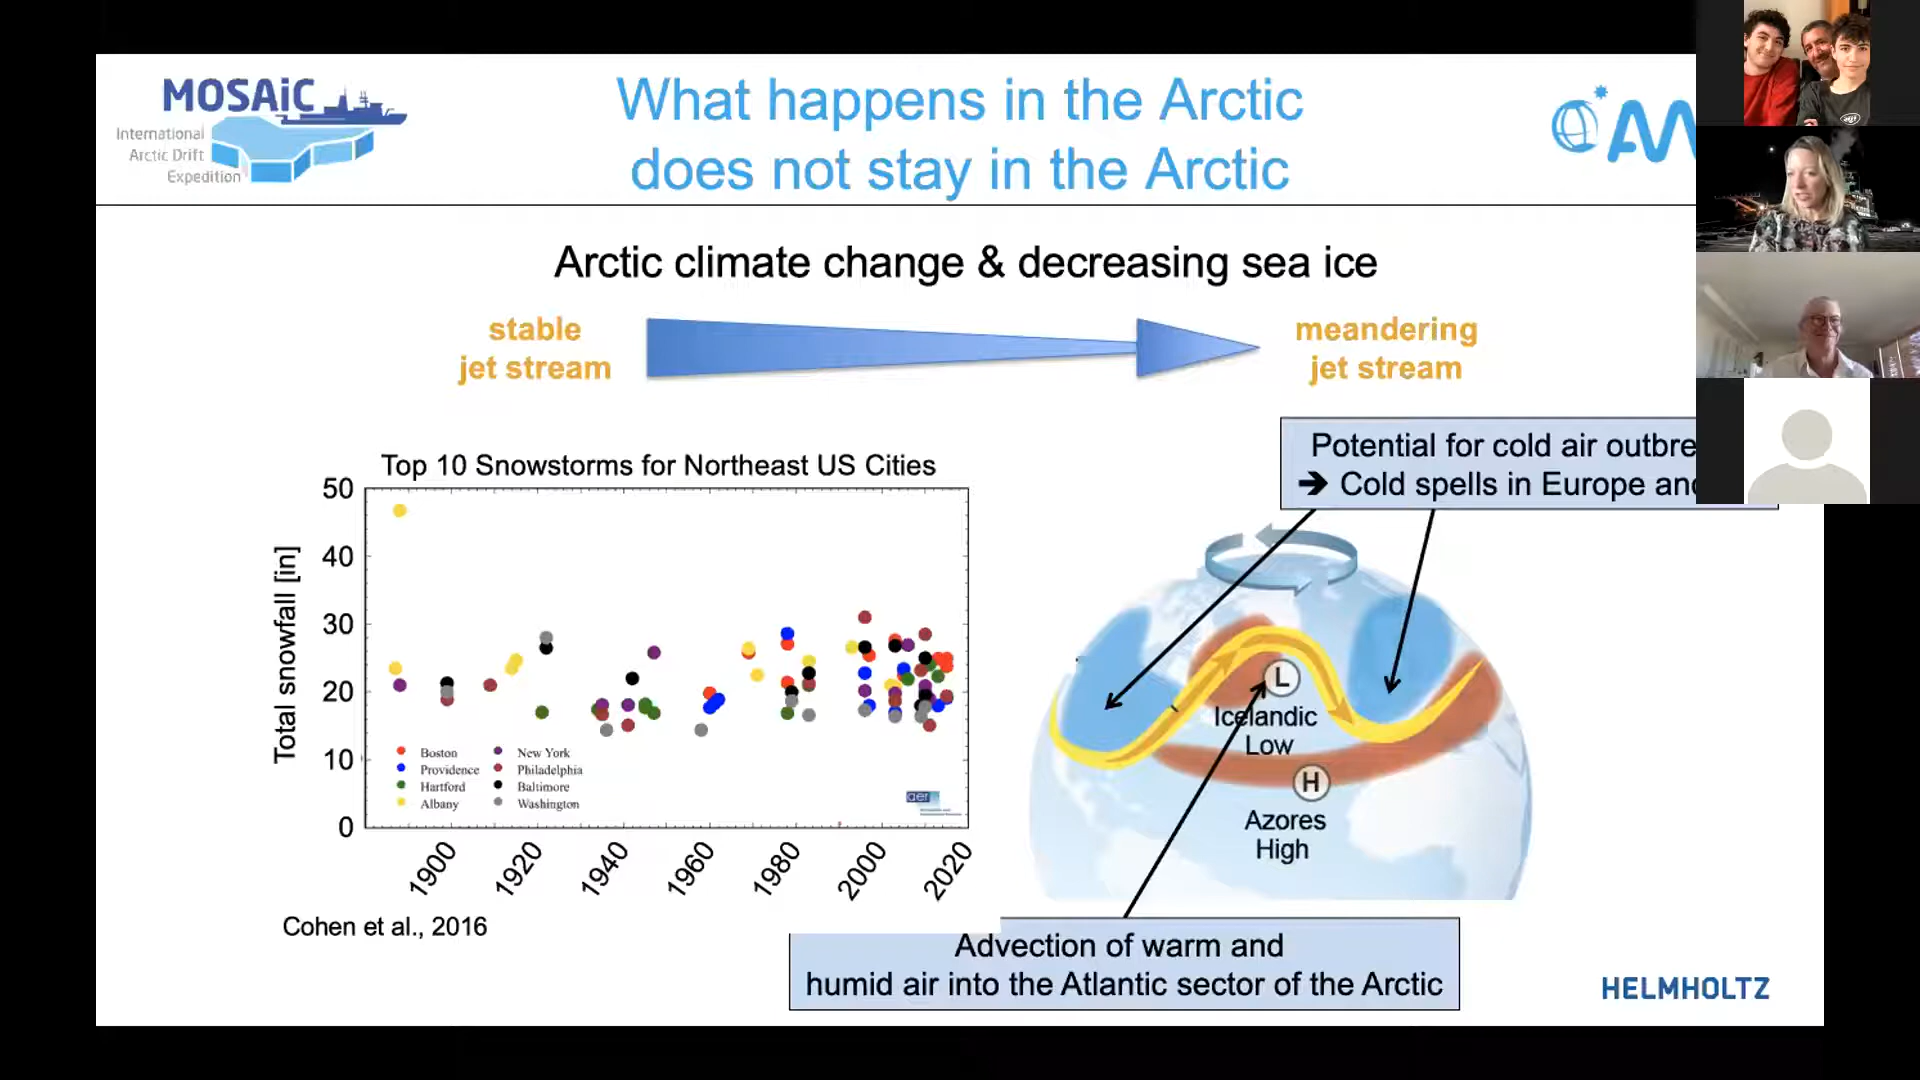 MOSAiC
International
Arctic Drift
Expedition
What happens in the Arctic
does not stay in the Arctic
Arctic climate change & decreasing sea ice
stable
jet stream
meandering
jet stream
Potential for cold air
➔ Cold spells in Europe
Top 10 Snowstorms for Northeast US Cities
Total snowfall [in]
50
40
30
20
10
0
Boston
Providence
Hartford
Albany
New York
Philadelphia
Baltimore
Washington
aer
1900
1920
1940
1960
1980
2000
2020
Cohen et al., 2016
L
Icelandic
Low
H
Azores
High
Advection of warm and
humid air into the Atlantic sector of the Arctic
HELMHOLTZ